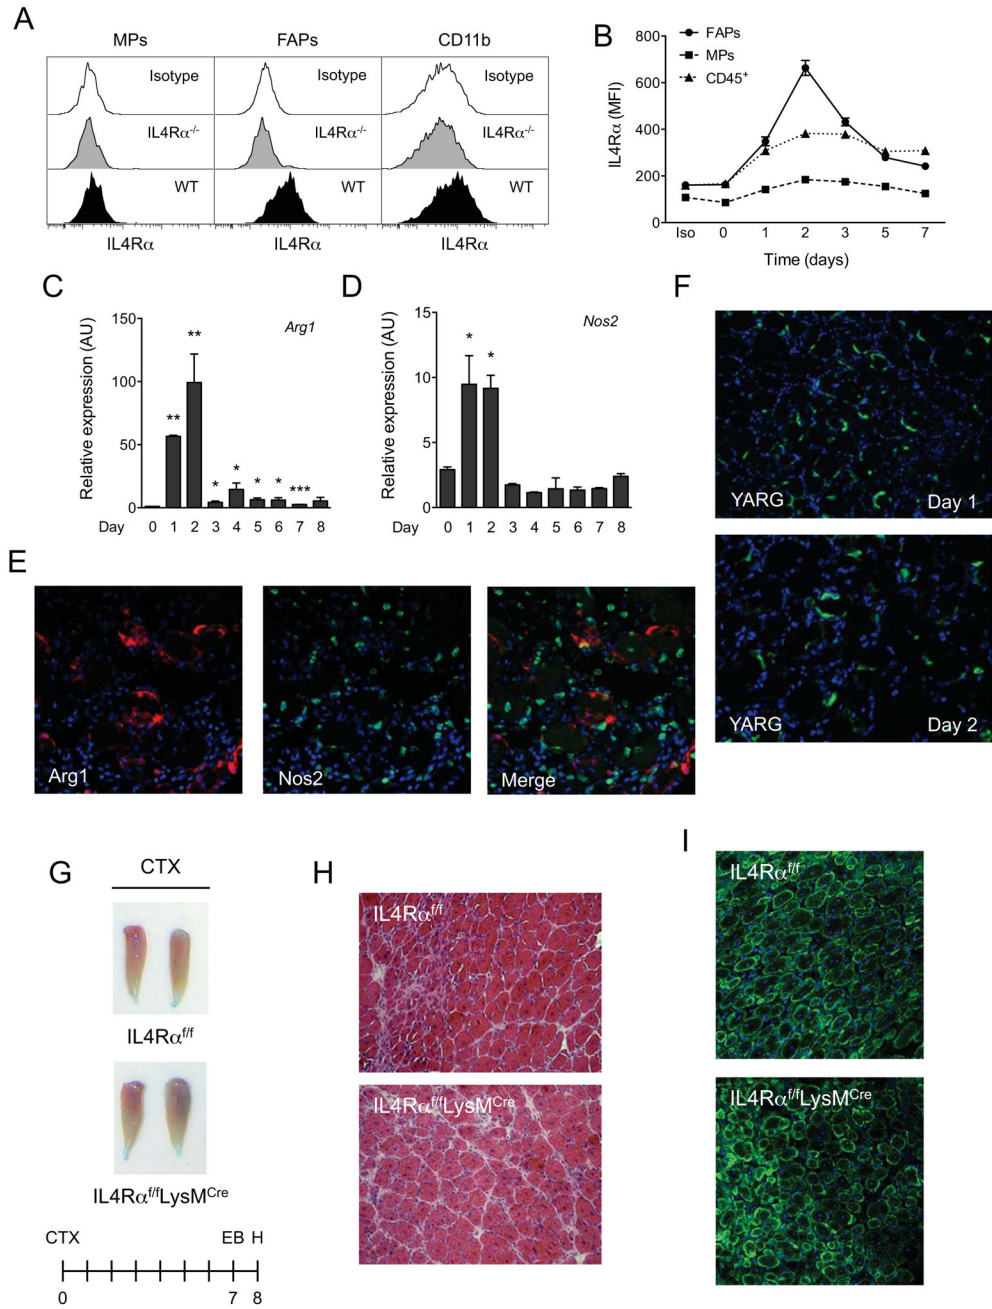 A
MPs FAPs CD11b
Isotype Isotype Isotype
IL4Rα-/- IL4Rα-/- IL4Rα-/-
WT WT WT
IL4Rα IL4Rα IL4Rα
B
FAPs
MPs
CD45+
IL4Rα (MFI)
800
600
400
200
0
Iso 0 1 2 3 5 7
Time (days)
C
Relative expression (AU)
Arg1
150
100
50
0
** ** * * * * ***
Day 0 1 2 3 4 5 6 7 8
D
Relative expression (AU)
Nos2
15
10
5
0
* *
Day 0 1 2 3 4 5 6 7 8
E
Arg1 Nos2 Merge
F
YARG Day 1
YARG Day 2
G
CTX
IL4Rαf/f
IL4Rαf/fLysMCre
CTX EB H
0 7 8
H
IL4Rαf/f
IL4Rαf/fLysMCre
I
IL4Rαf/f
IL4Rαf/fLysMCre